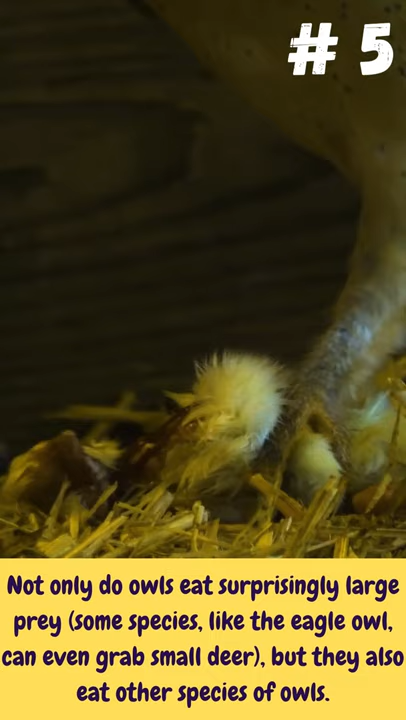 # 5
Not only do owls eat surprisingly large
prey (some species, like the eagle owl,
can even grab small deer), but they also
eat other species of owls.